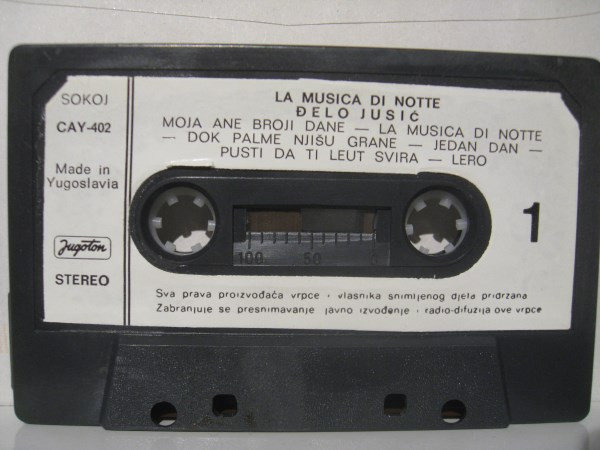 SOKOJ
CAY-402
Made in
Yugoslavia
Jugoton
STEREO
LA MUSICA DI NOTTE
ĐELO JUSIĆ
MOJA ANE BROJI DANE — LA MUSICA DI NOTTE
— DOK PALME NJIŠU GRANE — JEDAN DAN —
PUSTI DA TI LEUT SVIRA — LERO
1
100 50
Sva prava proizvođača vrpce i vlasnika snimljenog djela pridržana
Zabranjuje se presnimavanje javno izvođenje i radio-difuzija ove vrpce